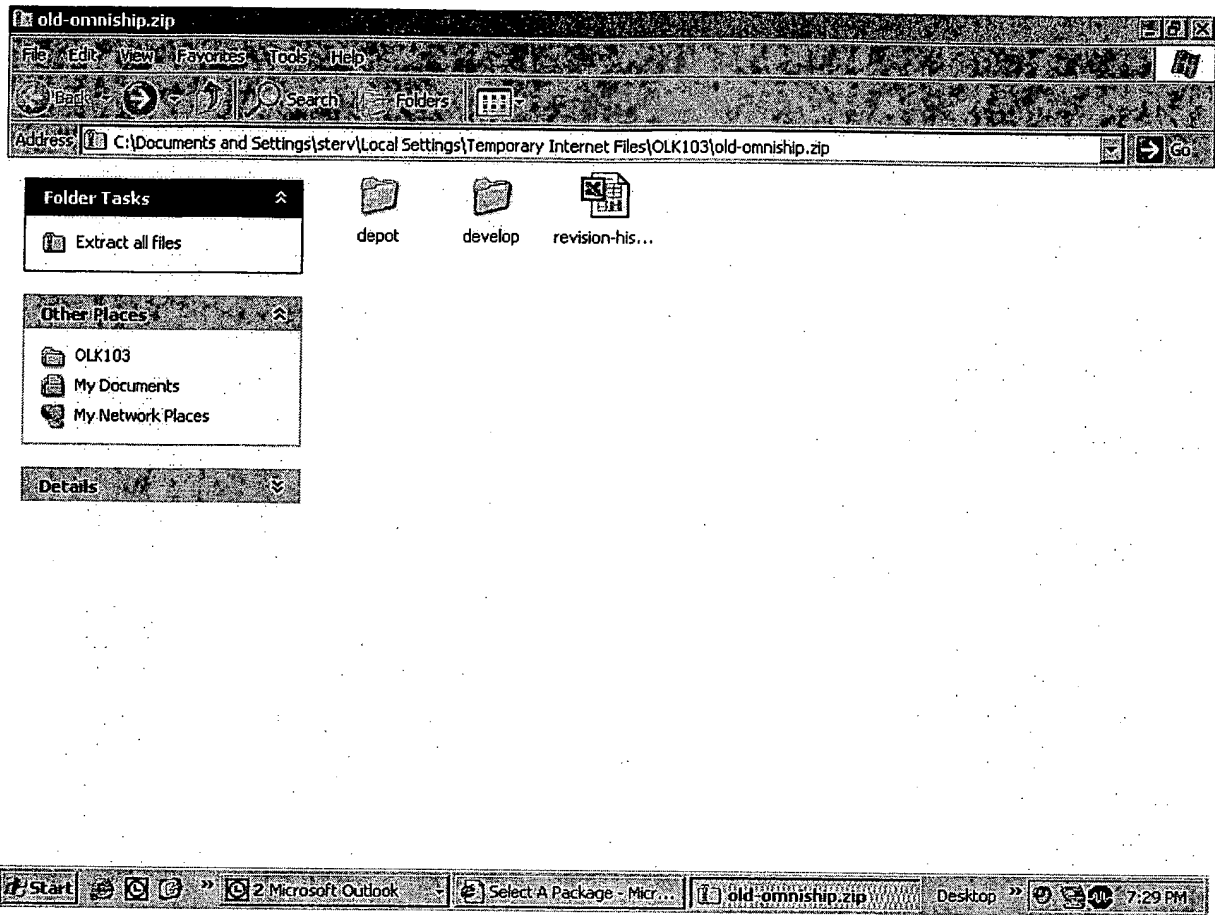 old-omniship.zip
File Edit View Favorites Tools Help
Back Search Folders
Address C:\Documents and Settings\sterv\Local Settings\Temporary Internet Files\OLK103\old-omniship.zip Go
Folder Tasks
Extract all files
depot develop revision-his...
Other Places
OLK103
My Documents
My Network Places
Details
Start » 2 Microsoft Outlook Select A Package - Micr... old-omniship.zip Desktop » 7:29 PM